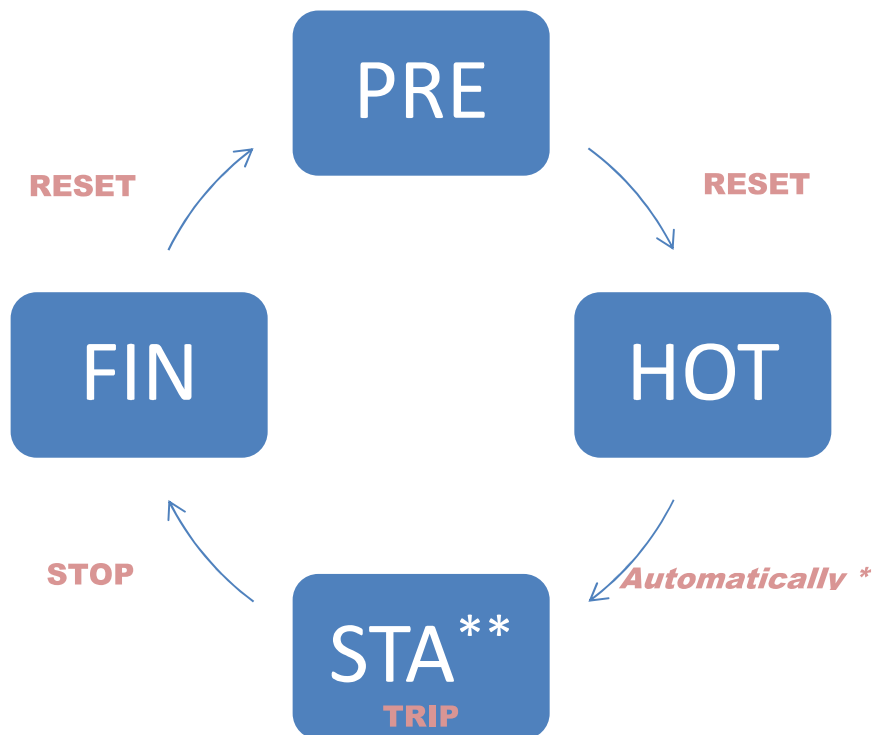 PRE
RESET
RESET
FIN
HOT
STOP
Automatically *
STA**
TRIP